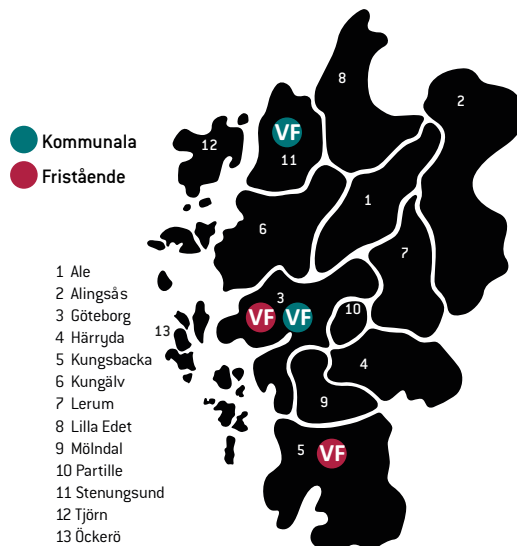 8
2
VF
Kommunala
12
11
Fristående
1
6
7
3
10
VF
VF
13
4
9
5
VF
1 Ale
2 Alingsås
3 Göteborg
4 Härryda
5 Kungsbacka
6 Kungälv
7 Lerum
8 Lilla Edet
9 Mölndal
10 Partille
11 Stenungsund
12 Tjörn
13 Öckerö